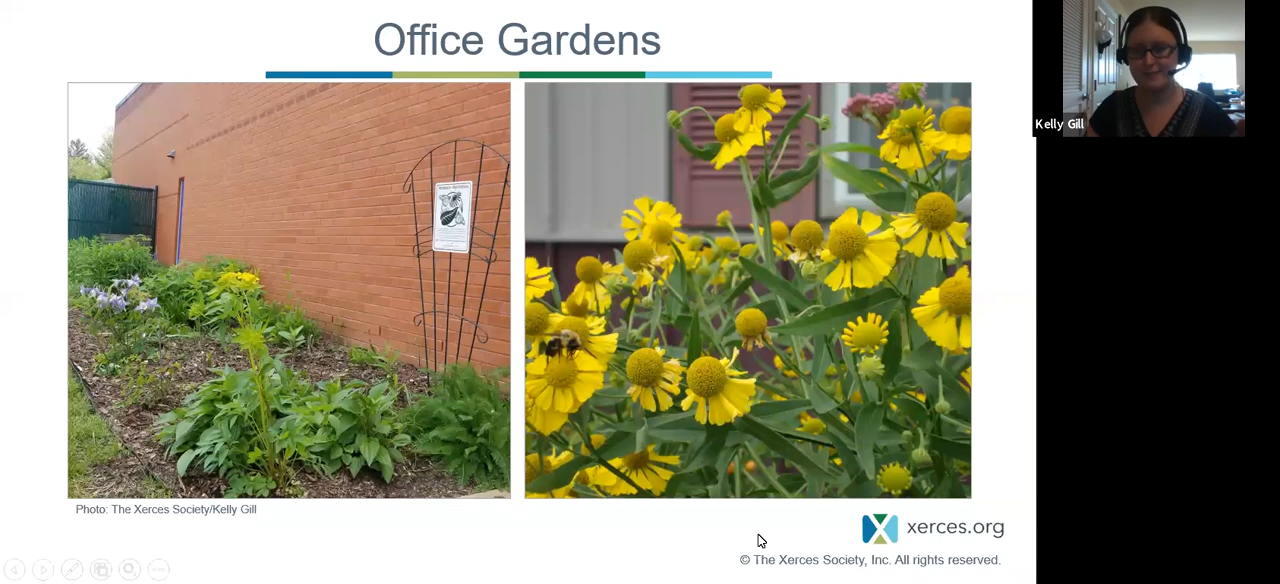 Office Gardens
Kelly Gill
Photo: The Xerces Society/Kelly Gill
xerces.org
© The Xerces Society, Inc. All rights reserved.